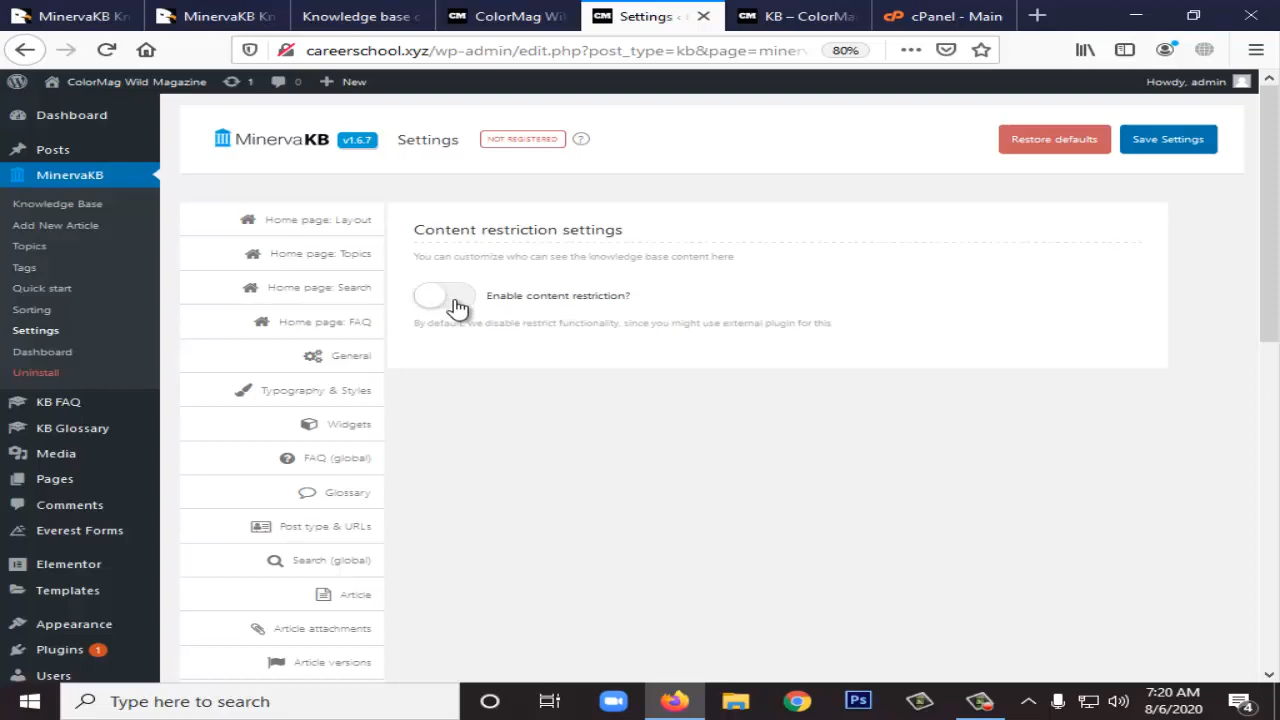 MinervaKB Kn
MinervaKB Kn
Knowledge base c
CM ColorMag Wi
CM Settings ‹
CM KB – ColorMa
cP cPanel - Main
careerschool.xyz/wp-admin/edit.php?post_type=kb&page=miner
80%
ColorMag Wild Magazine
1
0
New
Howdy, admin
Dashboard
Posts
MinervaKB
Knowledge Base
Add New Article
Topics
Tags
Quick start
Sorting
Settings
Dashboard
Uninstall
KB FAQ
KB Glossary
Media
Pages
Comments
Everest Forms
Elementor
Templates
Appearance
Plugins 1
Users
MinervaKB v1.6.7 Settings NOT REGISTERED ?
Restore defaults
Save Settings
Home page: Layout
Home page: Topics
Home page: Search
Home page: FAQ
General
Typography & Styles
Widgets
FAQ (global)
Glossary
Post type & URLs
Search (global)
Article
Article attachments
Article versions
Content restriction settings
You can customize who can see the knowledge base content here
Enable content restriction?
By default, we disable restrict functionality, since you might use external plugin for this
Type here to search
Ps
7:20 AM
8/6/2020
4